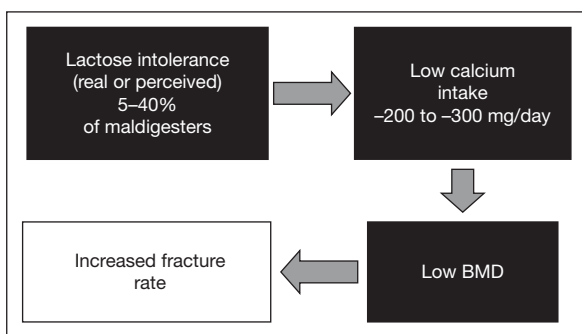 Lactose intolerance
(real or perceived)
5–40%
of maldigesters
Low calcium
intake
–200 to –300 mg/day
Low BMD
Increased fracture
rate